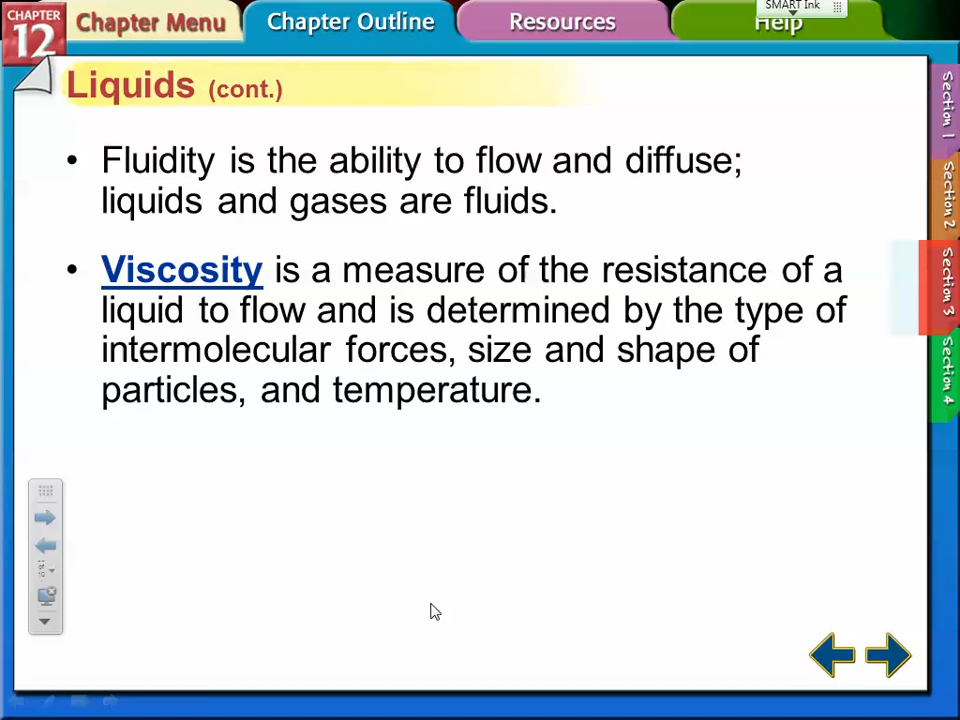 CHAPTER
12
Chapter Menu
Chapter Outline
Resources
Help
SMART Ink
Liquids (cont.)
• Fluidity is the ability to flow and diffuse;
liquids and gases are fluids.
• Viscosity is a measure of the resistance of a
liquid to flow and is determined by the type of
intermolecular forces, size and shape of
particles, and temperature.
Section 1
Section 2
Section 3
Section 4